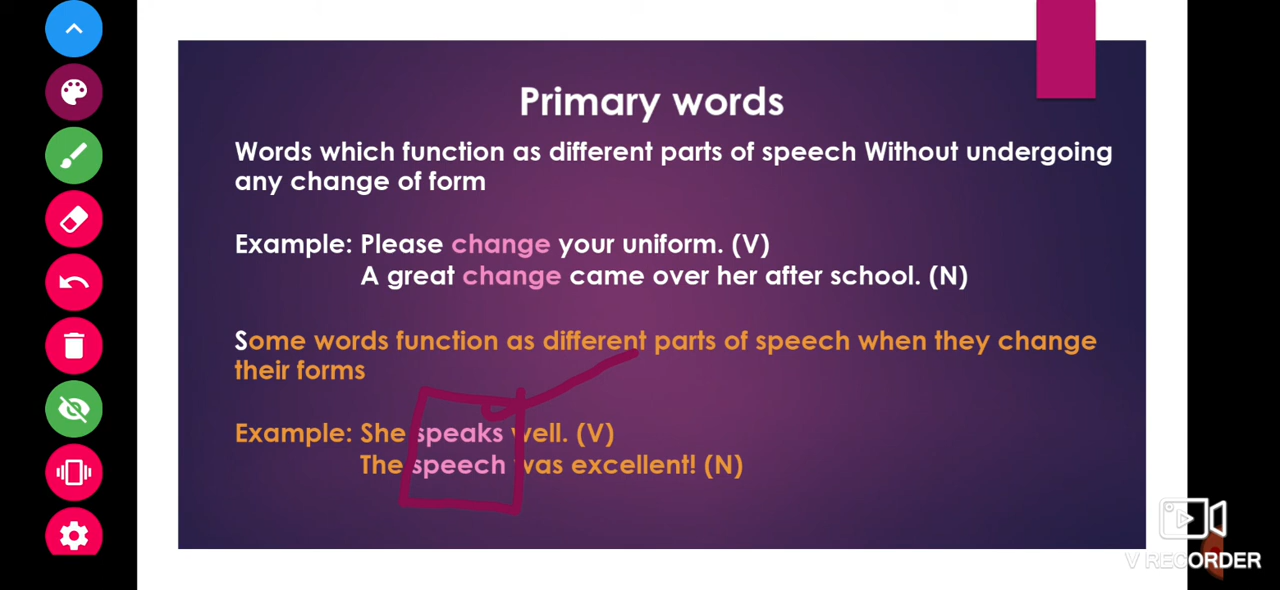 Primary words
Words which function as different parts of speech Without undergoing
any change of form
Example: Please change your uniform. (V)
A great change came over her after school. (N)
Some words function as different parts of speech when they change
their forms
Example: She speaks well. (V)
The speech was excellent! (N)
V RECORDER